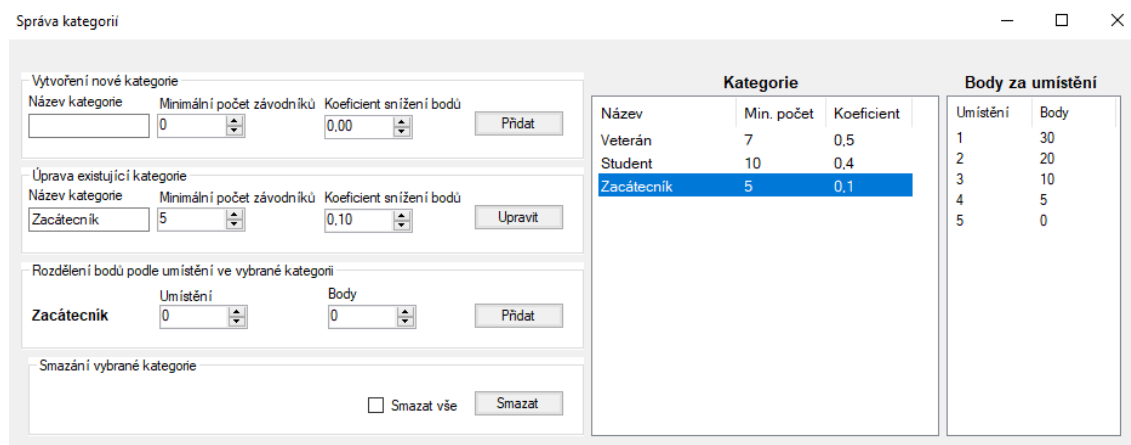 Správa kategorií
Vytvoření nové kategorie
Název kategorie Minimální počet závodníků Koeficient snížení bodů
0 0,00 Přidat
Úprava existující kategorie
Název kategorie Minimální počet závodníků Koeficient snížení bodů
Zacátecník 5 0,10 Upravit
Rozdělení bodů podle umístění ve vybrané kategorii
Umístění Body
Zacátecník 0 0 Přidat
Smazání vybrané kategorie
Smazat vše Smazat
Kategorie
Název Min. počet Koeficient
Veterán 7 0,5
Student 10 0,4
Zacátecník 5 0,1
Body za umístění
Umístění Body
1 30
2 20
3 10
4 5
5 0